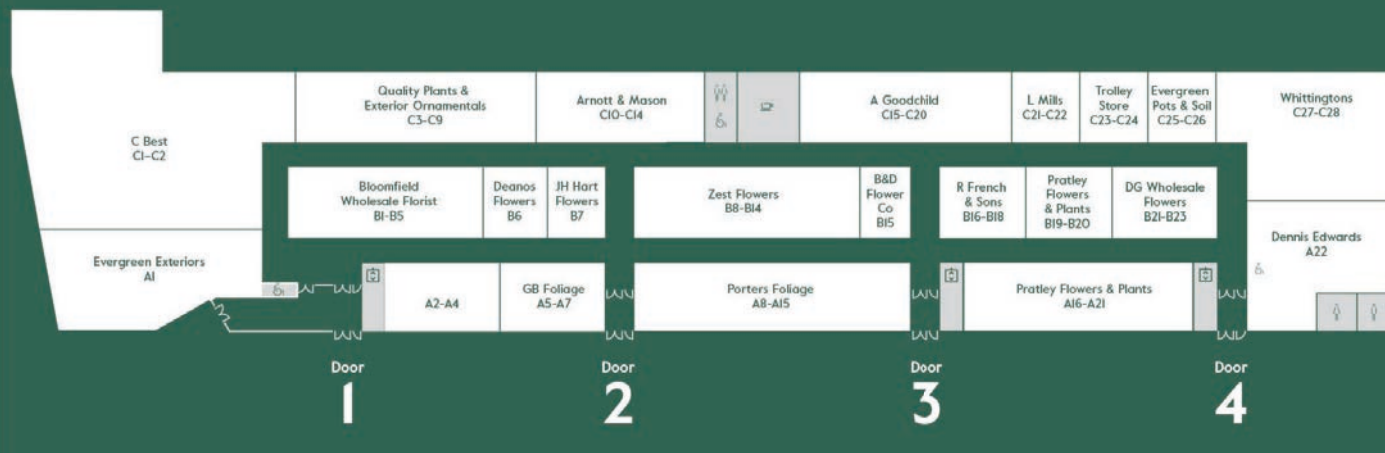 Quality Plants &
Exterior Ornamentals
C3-C9
Arnott & Mason
C10-C14
A Goodchild
C15-C20
L Mills
C21-C22
Trolley
Store
C23-C24
Evergreen
Pots & Soil
C25-C26
Whittingtons
C27-C28
C Best
C1-C2
Bloomfield
Wholesale Florist
B1-B5
Deanos
Flowers
B6
JH Hart
Flowers
B7
Zest Flowers
B8-B14
B&D
Flower
Co
B15
R French
& Sons
B16-B18
Pratley
Flowers
& Plants
B19-B20
DG Wholesale
Flowers
B21-B23
Dennis Edwards
A22
Evergreen Exteriors
A1
A2-A4
GB Foliage
A5-A7
Porters Foliage
A8-A15
Pratley Flowers & Plants
A16-A21
Door
1
Door
2
Door
3
Door
4